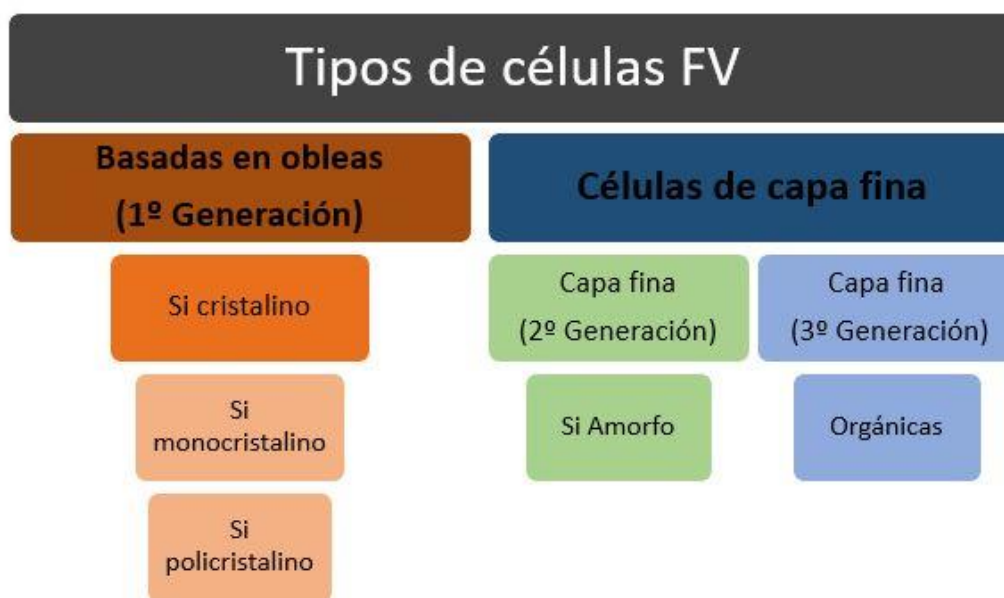 Tipos de células FV
Basadas en obleas
(1º Generación)
Células de capa fina
Si cristalino
Capa fina
(2º Generación)
Capa fina
(3º Generación)
Si
monocristalino
Si Amorfo
Orgánicas
Si
policristalino